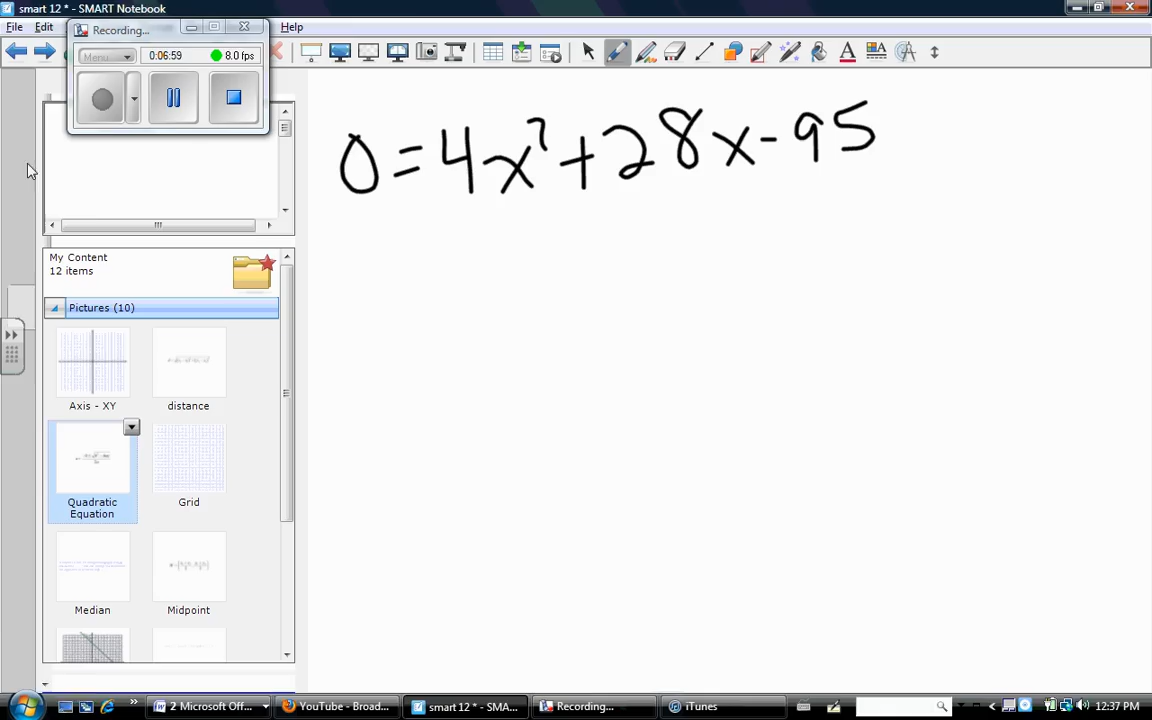 smart 12 * - SMART Notebook
File Edit Help
Recording...
Menu 0:06:59 8.0 fps
0=4x²+28x-95
My Content
12 items
Pictures (10)
Axis - XY distance
Quadratic Equation Grid
Median Midpoint
2 Microsoft Of... YouTube - Broad... smart 12 * - SMA... Recording... iTunes 12:37 PM